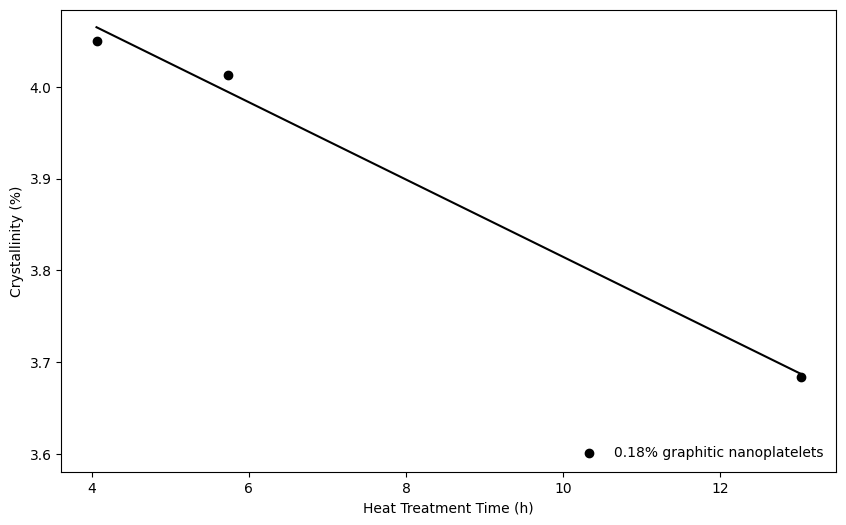 4.0
3.9
3.8
3.7
3.6
Crystallinity (%)
4 6 8 10 12
Heat Treatment Time (h)
0.18% graphitic nanoplatelets